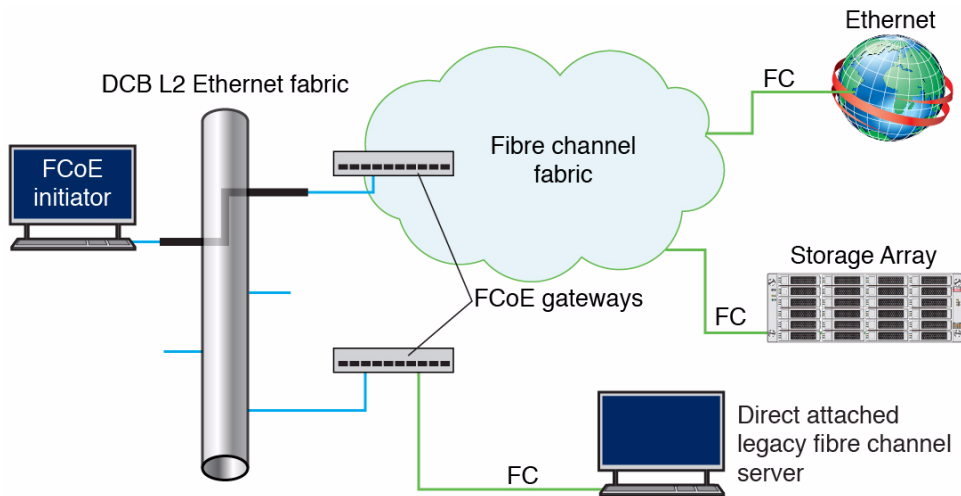 Ethernet
DCB L2 Ethernet fabric
FC
FCoE
initiator
Fibre channel
fabric
Storage Array
FCoE gateways
FC
Direct attached
legacy fibre channel
server
FC